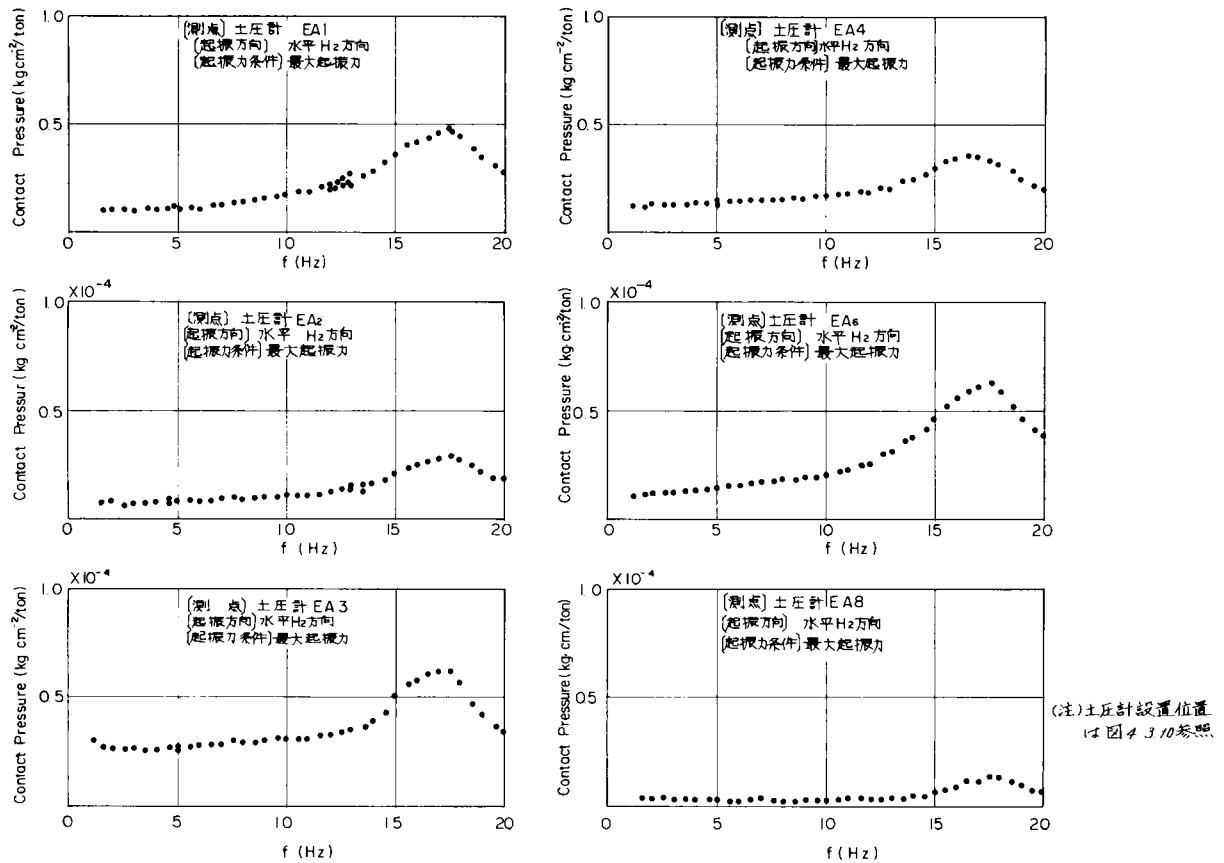 1.0
0.5
0
5
10
15
20
f (Hz)
Contact Pressure (kg cm⁻²/ton)
〔測点〕土圧計 EA1
〔起振方向〕 水平 Hz方向
〔起振力条件〕最大起振力
1.0
0.5
0
5
10
15
20
f (Hz)
Contact Pressure (kg·cm⁻²/ton)
〔測点〕土圧計 EA4
〔起振方向〕水平Hz方向
〔起振力条件〕最大起振力
X10⁻⁴
1.0
0.5
0
5
10
15
20
f (Hz)
Contact Pressur (kg cm²/ton)
〔測点〕土圧計 EA2
〔起振方向〕水平 Hz方向
〔起振力条件〕最大起振力
X10⁻⁴
1.0
0.5
0
5
10
15
20
f (Hz)
Contact Pressure (kg cm⁻²/ton)
〔測点〕土圧計 EA6
〔起振方向〕 水平 Hz方向
〔起振力条件〕最大起振力
X10⁻⁴
1.0
0.5
0
5
10
15
20
f (Hz)
Contact Pressure (kg cm⁻²/ton)
〔測 点〕土圧計 EA3
〔起振方向〕水平Hz方向
〔起振力条件〕最大起振力
X10⁻⁴
1.0
0.5
0
5
10
15
20
f (Hz)
Contact Pressure (kg·cm/ton)
〔測点〕土圧計 EA8
〔起振方向〕 水平Hz方向
〔起振力条件〕最大起振力
(注)土圧計設置位置
は図4 3.10参照